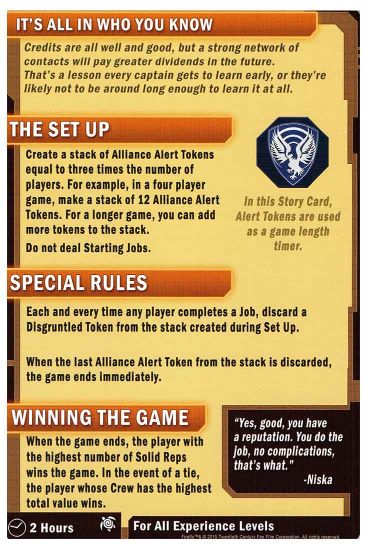 IT'S ALL IN WHO YOU KNOW
Credits are all well and good, but a strong network of
contacts will pay greater dividends in the future.
That's a lesson every captain gets to learn early, or they're
likely not to be around long enough to learn it at all.
THE SET UP
Create a stack of Alliance Alert Tokens
equal to three times the number of
players. For example, in a four player
game, make a stack of 12 Alliance Alert
Tokens. For a longer game, you can add
more tokens to the stack.
Do not deal Starting Jobs.
In this Story Card,
Alert Tokens are used
as a game length
timer.
SPECIAL RULES
Each and every time any player completes a Job, discard a
Disgruntled Token from the stack created during Set Up.
When the last Alliance Alert Token from the stack is discarded,
the game ends immediately.
WINNING THE GAME
When the game ends, the player with
the highest number of Solid Reps
wins the game. In the event of a tie,
the player whose Crew has the highest
total value wins.
"Yes, good, you have
a reputation. You do the
job, no complications,
that's what."
-Niska
2 Hours
For All Experience Levels
Firefly™& © 2015 Twentieth Century Fox Film Corporation. All rights reserved.